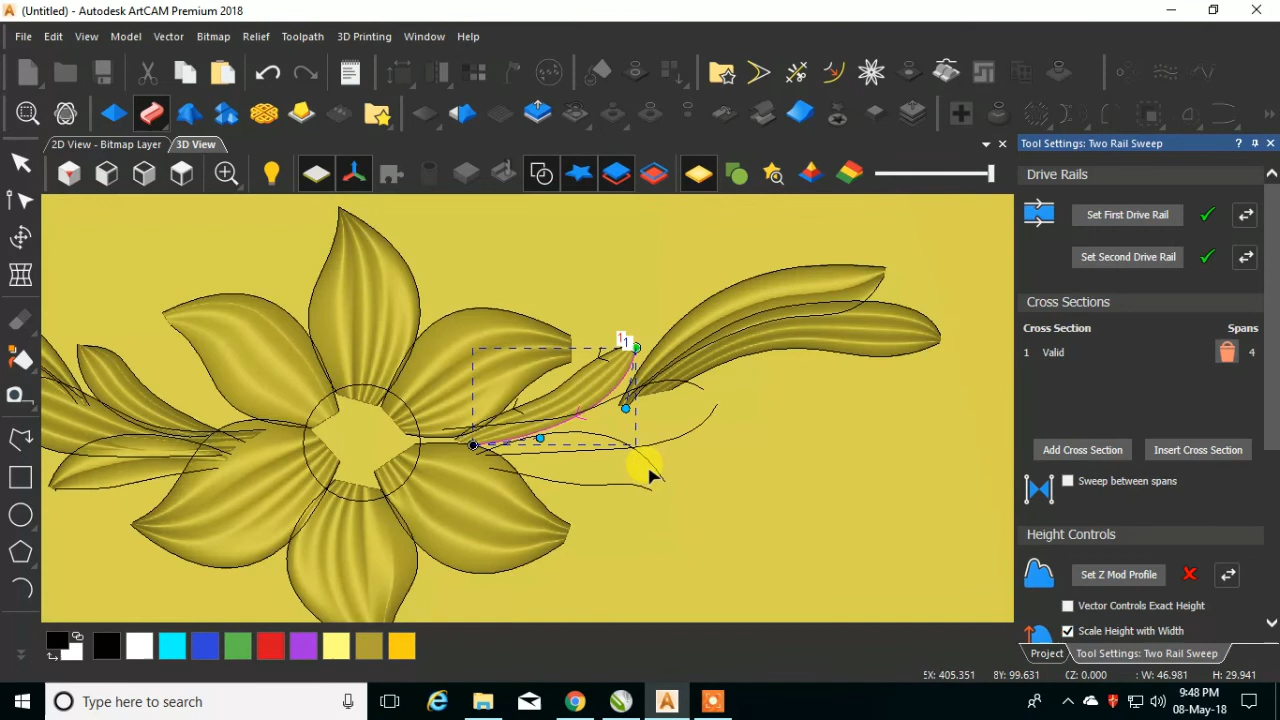 (Untitled) - Autodesk ArtCAM Premium 2018
File Edit View Model Vector Bitmap Relief Toolpath 3D Printing Window Help
2D View - Bitmap Layer 3D View
Tool Settings: Two Rail Sweep
Drive Rails
Set First Drive Rail
Set Second Drive Rail
Cross Sections
Cross Section Spans
1 Valid 4
1
1
Add Cross Section Insert Cross Section
Sweep between spans
Height Controls
Set Z Mod Profile
Vector Controls Exact Height
Scale Height with Width
Project Tool Settings: Two Rail Sweep
EX: 405.351 BY: 99.631 CZ: 0.000 W: 46.981 H: 29.941
Type here to search
9:48 PM
08-May-18